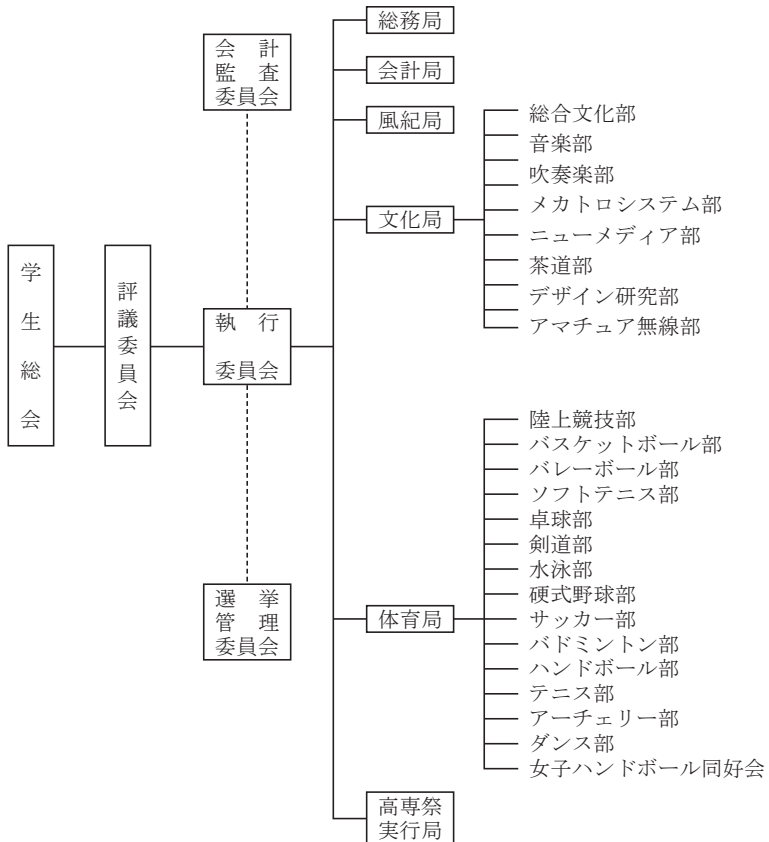 学生総会
評議委員会
会計
監査
委員会
執行
委員会
選挙
管理
委員会
総務局
会計局
風紀局
文化局
総合文化部
音楽部
吹奏楽部
メカトロシステム部
ニューメディア部
茶道部
デザイン研究部
アマチュア無線部
体育局
陸上競技部
バスケットボール部
バレーボール部
ソフトテニス部
卓球部
剣道部
水泳部
硬式野球部
サッカー部
バドミントン部
ハンドボール部
テニス部
アーチェリー部
ダンス部
女子ハンドボール同好会
高専祭
実行局